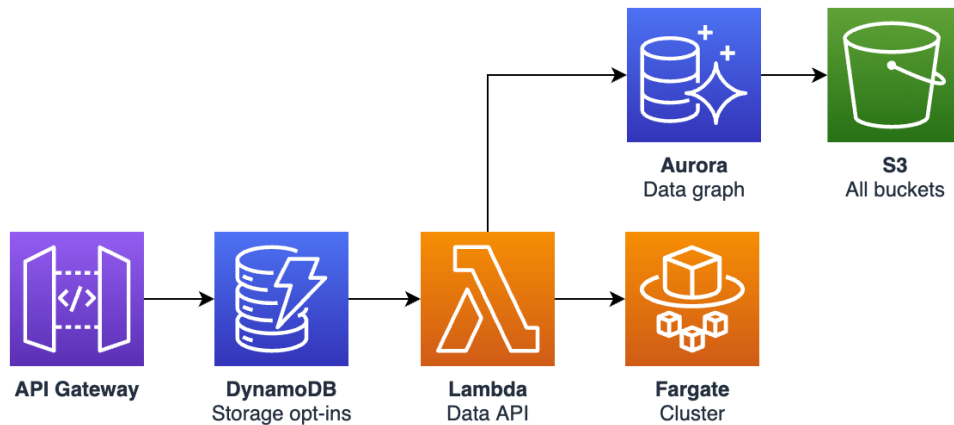 Aurora
Data graph
S3
All buckets
</>
API Gateway
DynamoDB
Storage opt-ins
Lambda
Data API
Fargate
Cluster